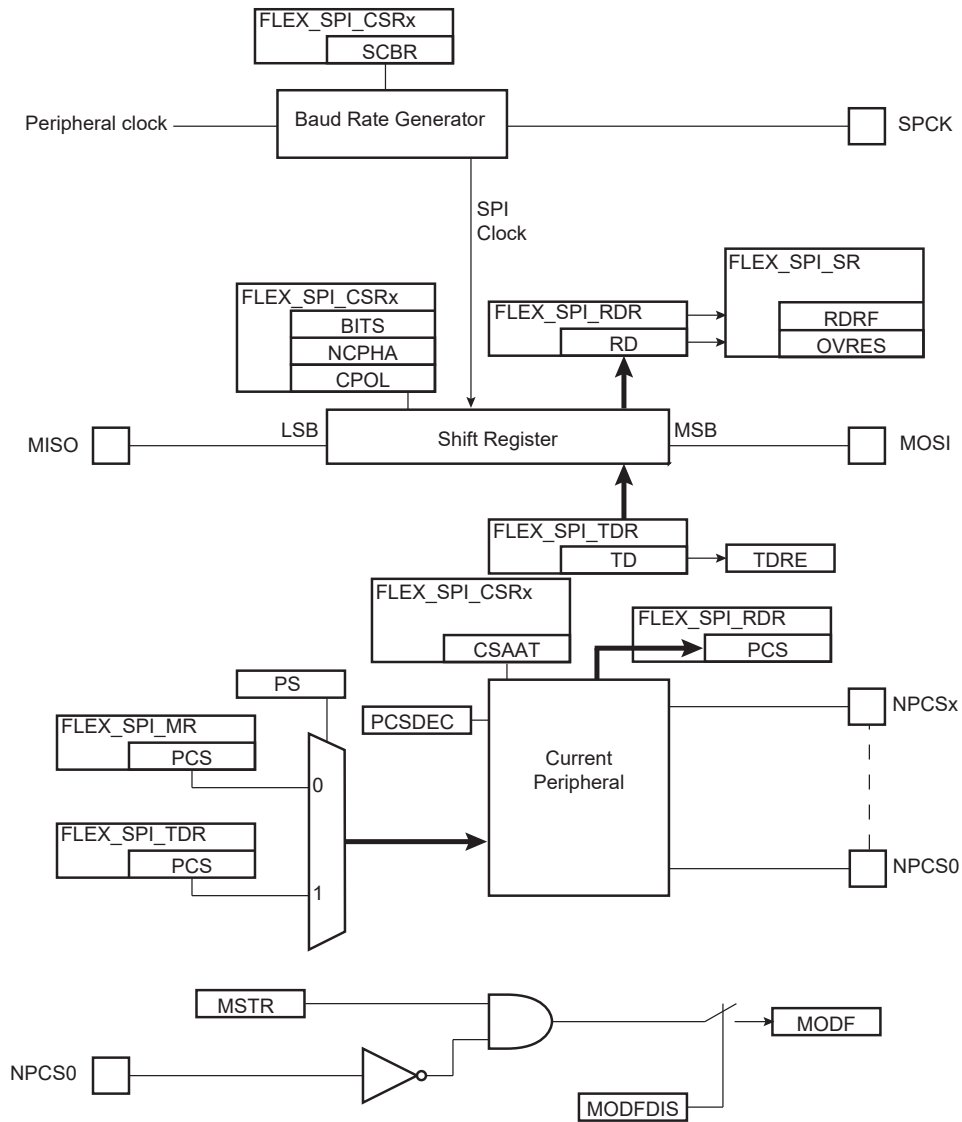 FLEX_SPI_CSRx
SCBR
Peripheral clock
Baud Rate Generator
SPCK
SPI
Clock
FLEX_SPI_SR
FLEX_SPI_CSRx
BITS
NCPHA
CPOL
FLEX_SPI_RDR
RD
RDRF
OVRES
MISO
LSB
Shift Register
MSB
MOSI
FLEX_SPI_TDR
TD
TDRE
FLEX_SPI_CSRx
CSAAT
FLEX_SPI_RDR
PCS
PS
FLEX_SPI_MR
PCS
PCSDEC
NPCSx
Current
Peripheral
0
FLEX_SPI_TDR
PCS
1
NPCS0
MSTR
MODF
NPCS0
MODFDIS